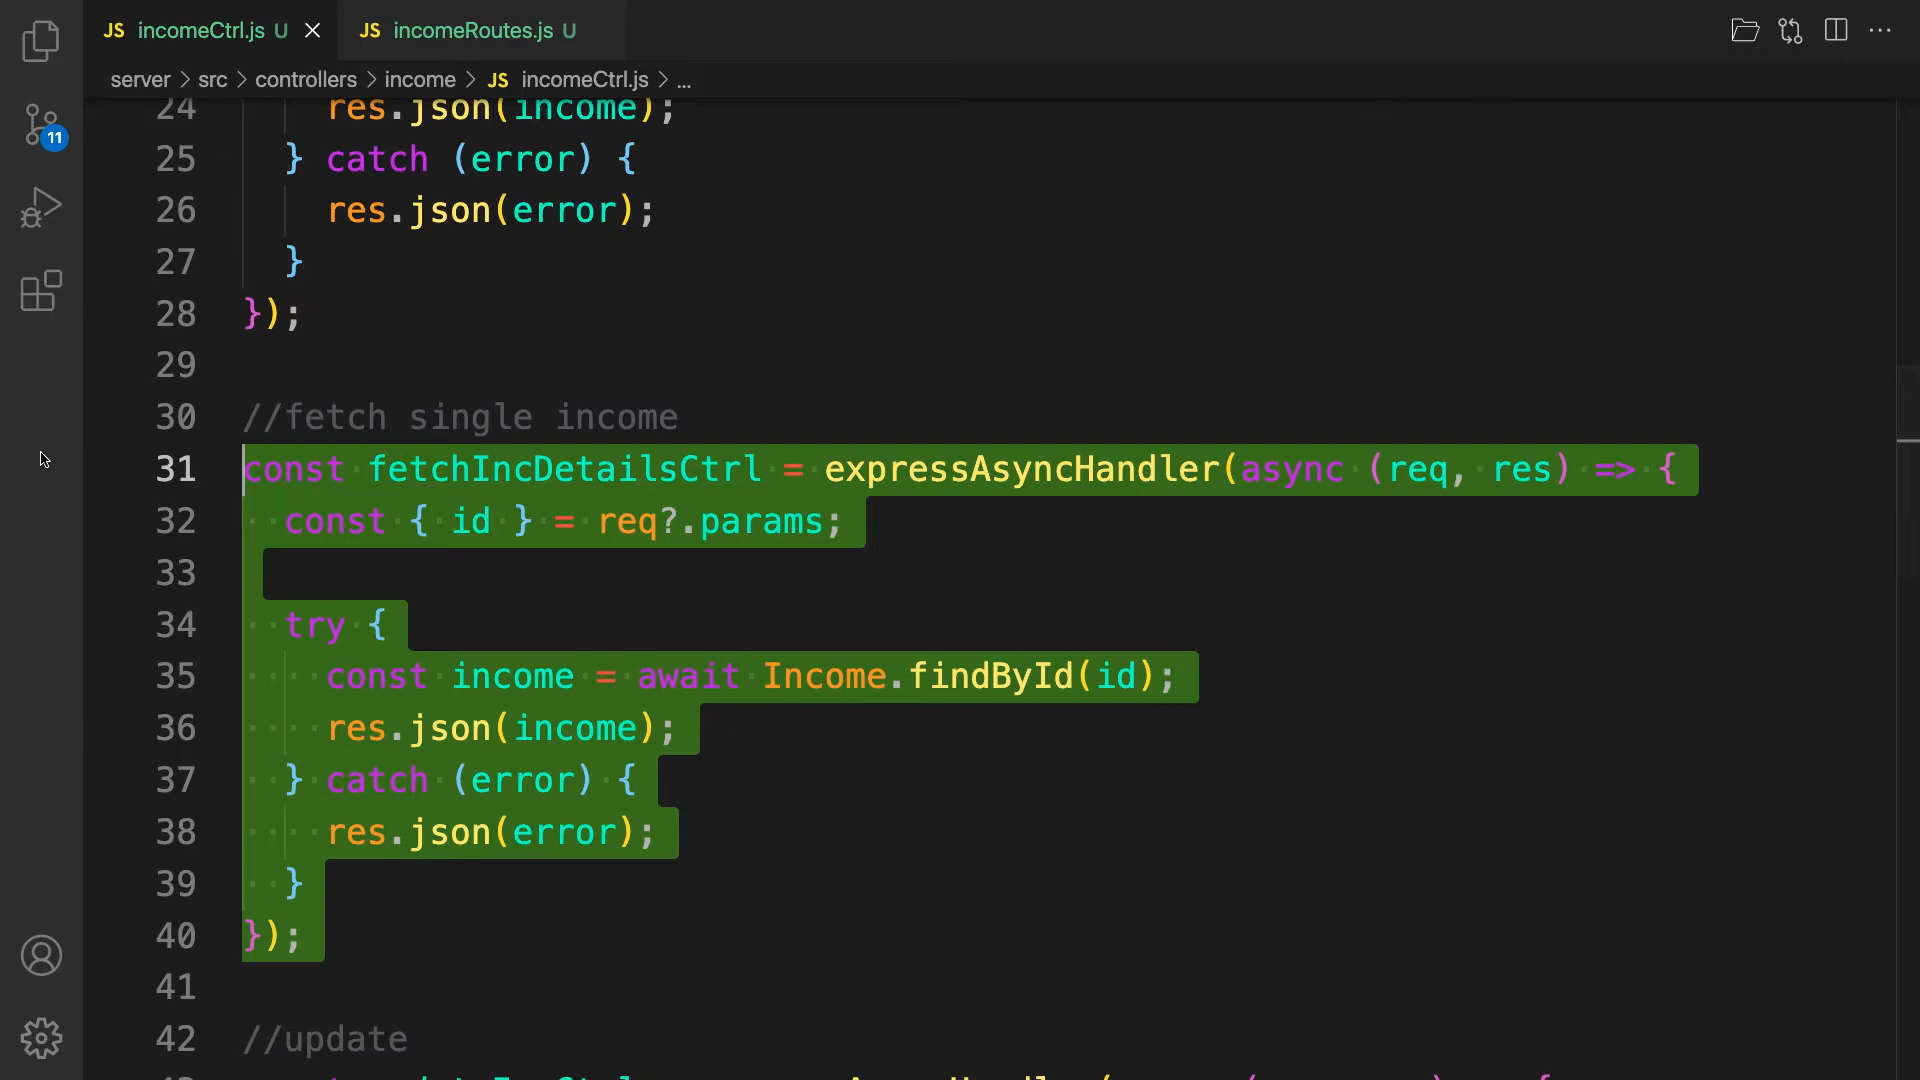 JS incomeCtrl.js U
JS incomeRoutes.js U
server > src > controllers > income > JS incomeCtrl.js > ...
11
24 res.json(income);
25 } catch (error) {
26 res.json(error);
27 }
28 });
29
30 //fetch single income
31 const fetchIncDetailsCtrl = expressAsyncHandler(async (req, res) => {
32 const { id } = req?.params;
33
34 try {
35 const income = await Income.findById(id);
36 res.json(income);
37 } catch (error) {
38 res.json(error);
39 }
40 });
41
42 //update